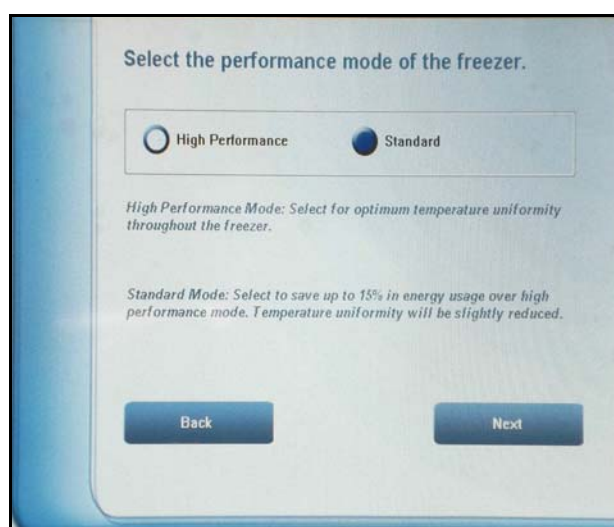 Select the performance mode of the freezer.
High Performance
Standard
High Performance Mode: Select for optimum temperature uniformity
throughout the freezer.
Standard Mode: Select to save up to 15% in energy usage over high
performance mode. Temperature uniformity will be slightly reduced.
Back
Next